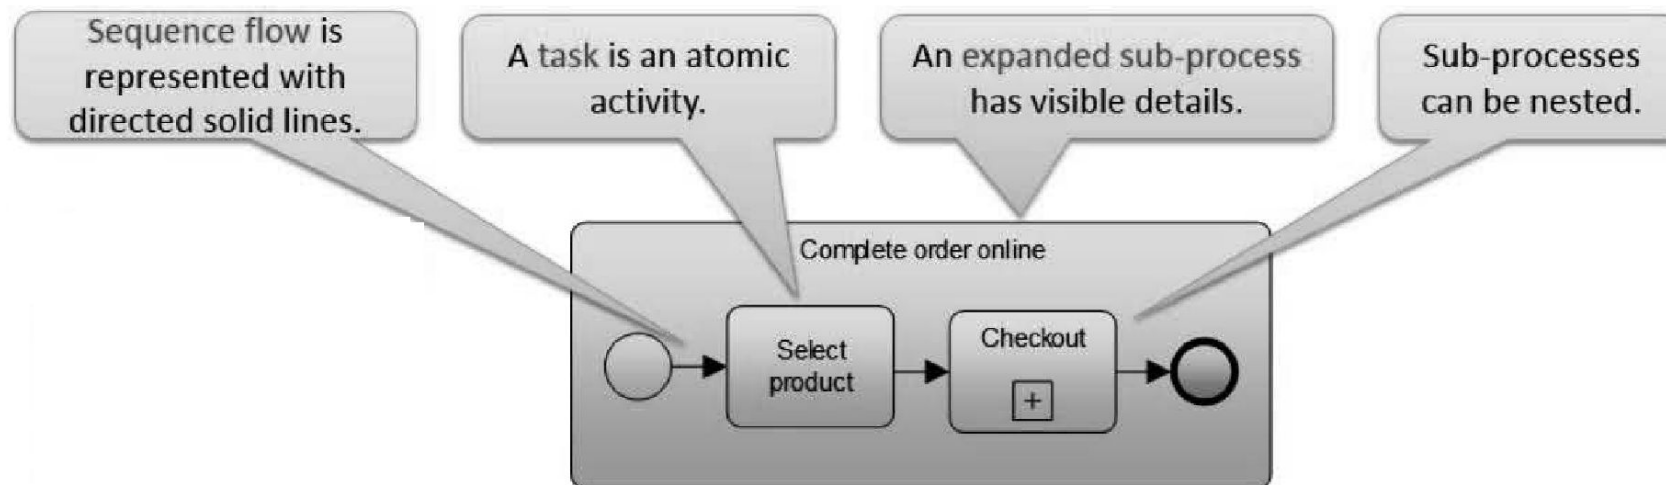 Sequence flow is
represented with
directed solid lines.
A task is an atomic
activity.
An expanded sub-process
has visible details.
Sub-processes
can be nested.
Complete order online
Select
product
Checkout
+